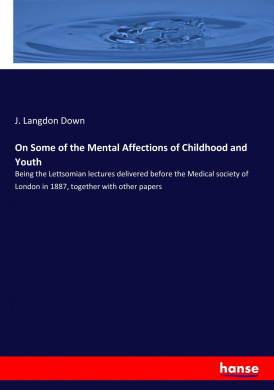 J. Langdon Down
On Some of the Mental Affections of Childhood and
Youth
Being the Lettsomian lectures delivered before the Medical society of
London in 1887, together with other papers
hanse